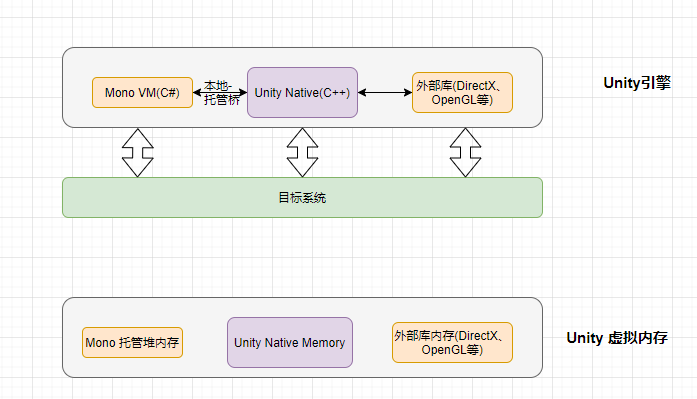 Mono VM(C#)
本地-
托管桥
Unity Native(C++)
外部库(DirectX、
OpenGL等)
Unity引擎
目标系统
Mono 托管堆内存
Unity Native Memory
外部库内存(DirectX、
OpenGL等)
Unity 虚拟内存